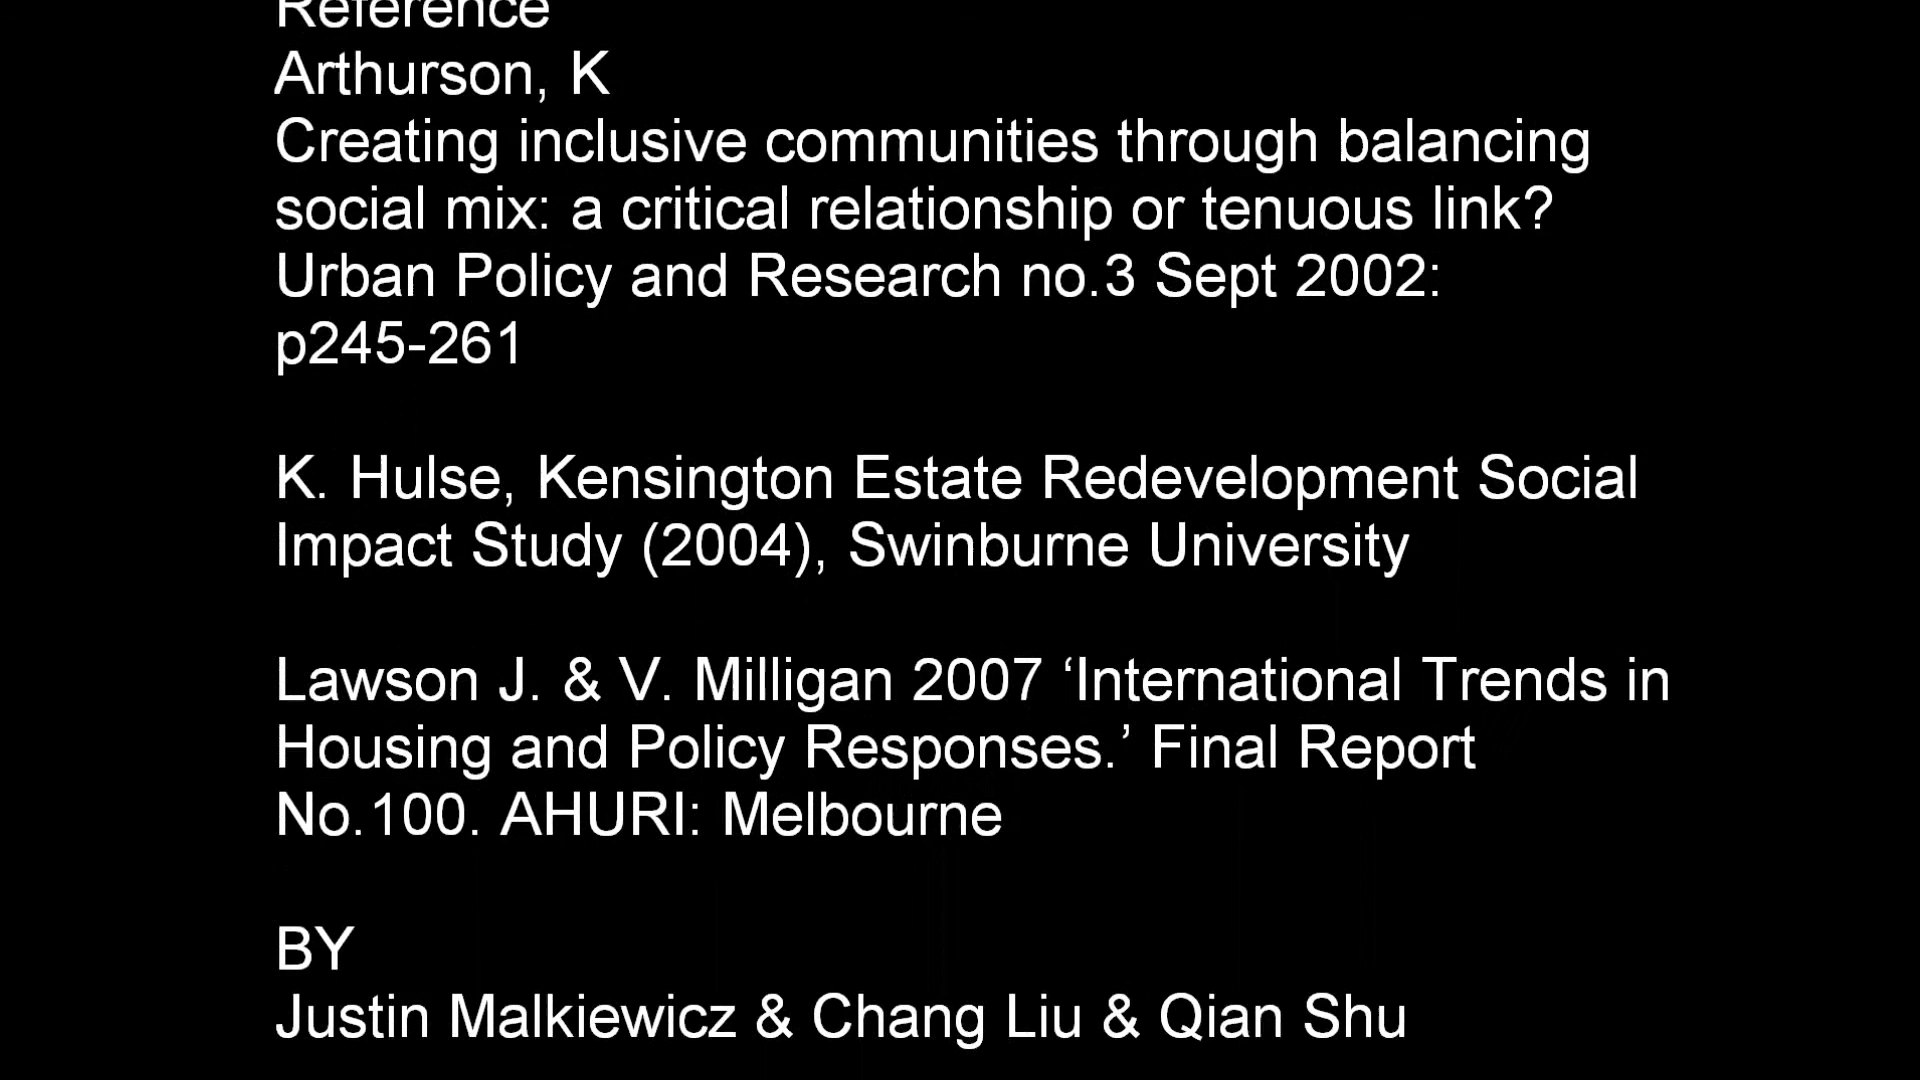 Reference
Arthurson, K
Creating inclusive communities through balancing
social mix: a critical relationship or tenuous link?
Urban Policy and Research no.3 Sept 2002:
p245-261
K. Hulse, Kensington Estate Redevelopment Social
Impact Study (2004), Swinburne University
Lawson J. & V. Milligan 2007 ‘International Trends in
Housing and Policy Responses.’ Final Report
No.100. AHURI: Melbourne
BY
Justin Malkiewicz & Chang Liu & Qian Shu